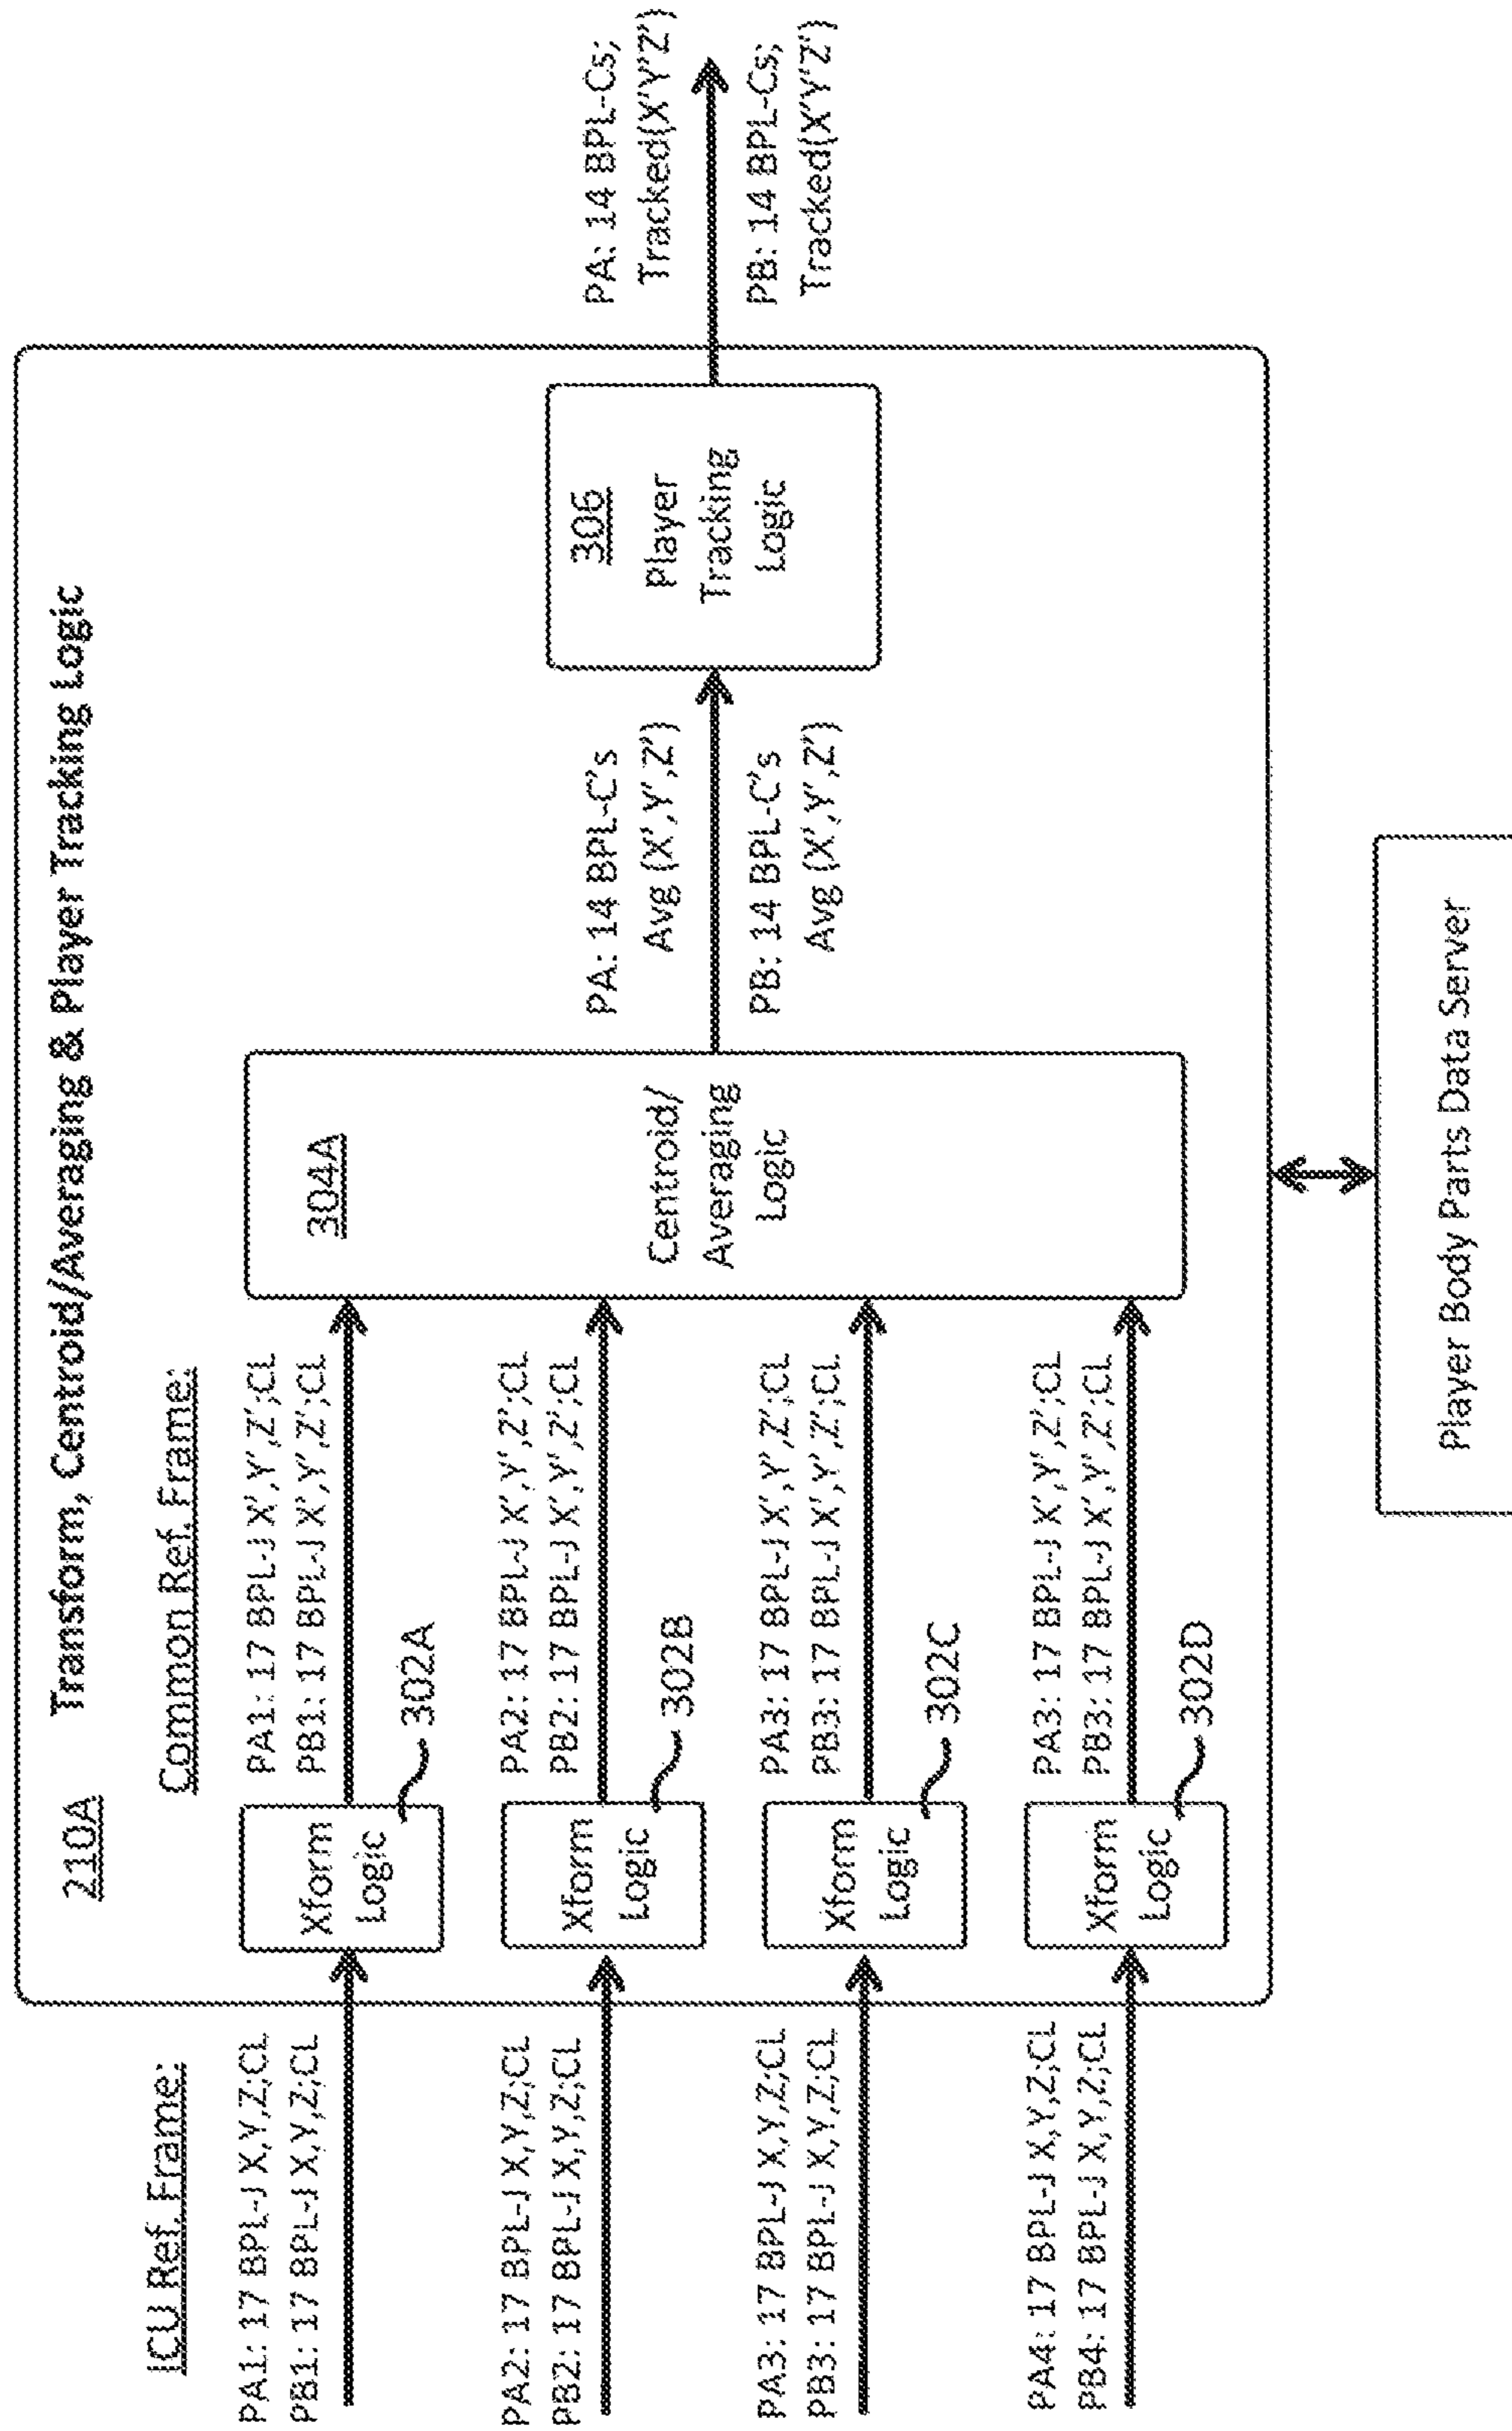 210A
Transform, Centroid/Averaging & Player Tracking Logic
ICU Ref. Frame:
Common Ref. Frame:
PA1: 17 BPL-J X,Y,Z;CL
PB1: 17 BPL-J X,Y,Z;CL
Xform
Logic
302A
PA1: 17 BPL-J X',Y',Z';CL
PB1: 17 BPL-J X',Y',Z';CL
PA2: 17 BPL-J X,Y,Z;CL
PB2: 17 BPL-J X,Y,Z;CL
Xform
Logic
302B
PA2: 17 BPL-J X',Y',Z';CL
PB2: 17 BPL-J X',Y',Z';CL
PA3: 17 BPL-J X,Y,Z;CL
PB3: 17 BPL-J X,Y,Z;CL
Xform
Logic
302C
PA3: 17 BPL-J X',Y',Z';CL
PB3: 17 BPL-J X',Y',Z';CL
PA4: 17 BPL-J X,Y,Z;CL
PB4: 17 BPL-J X,Y,Z;CL
Xform
Logic
302D
PA3: 17 BPL-J X',Y',Z';CL
PB3: 17 BPL-J X',Y',Z';CL
304A
Centroid/
Averaging
Logic
PA: 14 BPL-C's
Avg (X',Y',Z')
PB: 14 BPL-C's
Avg (X',Y',Z')
306
Player
Tracking
Logic
PA: 14 BPL-Cs;
Tracked(X'Y'Z')
PB: 14 BPL-Cs;
Tracked(X'Y'Z')
Player Body Parts Data Server